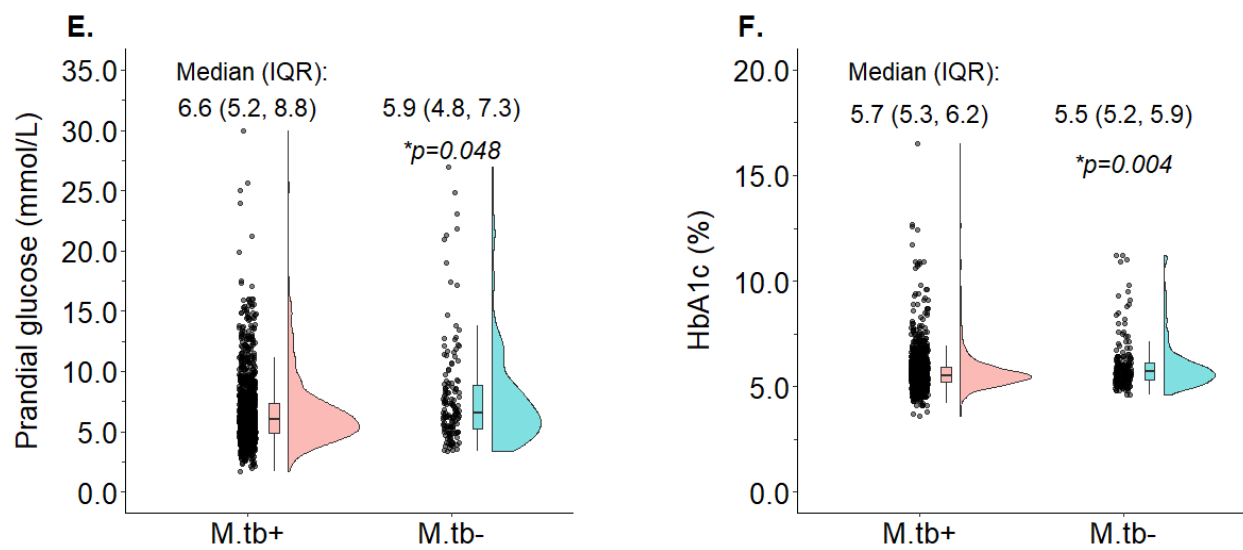 E.
Prandial glucose (mmol/L)
35.0
30.0
25.0
20.0
15.0
10.0
5.0
0.0
Median (IQR):
6.6 (5.2, 8.8)
5.9 (4.8, 7.3)
*p=0.048
M.tb+
M.tb-
F.
HbA1c (%)
20.0
15.0
10.0
5.0
0.0
Median (IQR):
5.7 (5.3, 6.2)
5.5 (5.2, 5.9)
*p=0.004
M.tb+
M.tb-